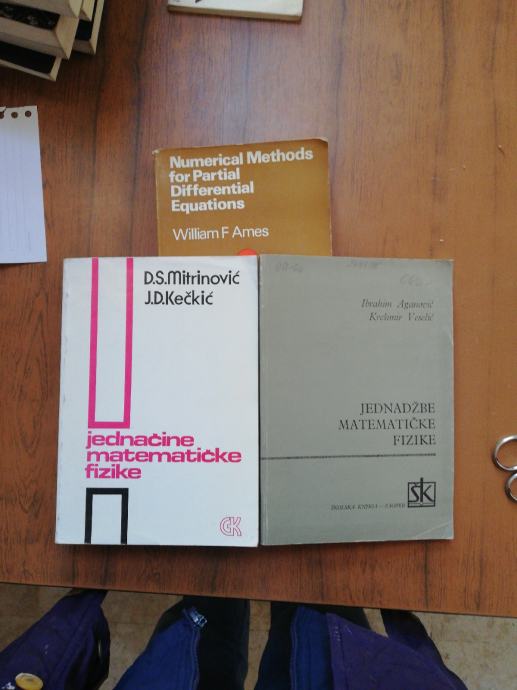 Numerical Methods
for Partial
Differential
Equations
William F Ames
D.S.Mitrinović
J.D.Kečkić
jednačine
matematičke
fizike
GK
Ibrahim Aganović
Krešimir Veselić
JEDNADŽBE
MATEMATIČKE
FIZIKE
ŠK
ŠKOLSKA KNJIGA — ZAGREB